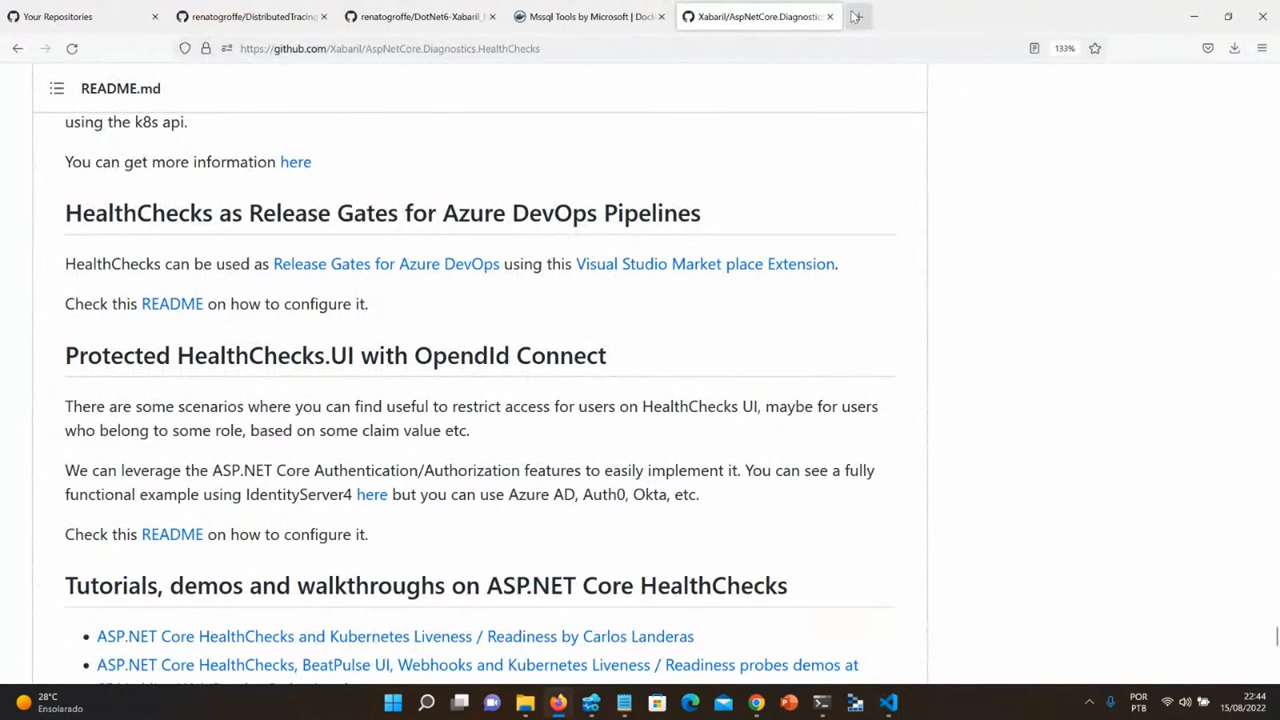 Your Repositories
renatogroffe/DistributedTracing
renatogroffe/DotNet6-Xabaril_
Mssql Tools by Microsoft | Dock
Xabaril/AspNetCore.Diagnostics
https://github.com/Xabaril/AspNetCore.Diagnostics.HealthChecks
133%
README.md
using the k8s api.
You can get more information here
HealthChecks as Release Gates for Azure DevOps Pipelines
HealthChecks can be used as Release Gates for Azure DevOps using this Visual Studio Market place Extension.
Check this README on how to configure it.
Protected HealthChecks.UI with OpendId Connect
There are some scenarios where you can find useful to restrict access for users on HealthChecks UI, maybe for users
who belong to some role, based on some claim value etc.
We can leverage the ASP.NET Core Authentication/Authorization features to easily implement it. You can see a fully
functional example using IdentityServer4 here but you can use Azure AD, Auth0, Okta, etc.
Check this README on how to configure it.
Tutorials, demos and walkthroughs on ASP.NET Core HealthChecks
• ASP.NET Core HealthChecks and Kubernetes Liveness / Readiness by Carlos Landeras
• ASP.NET Core HealthChecks, BeatPulse UI, Webhooks and Kubernetes Liveness / Readiness probes demos at
28°C
Ensolarado
POR
PTB
22:44
15/08/2022